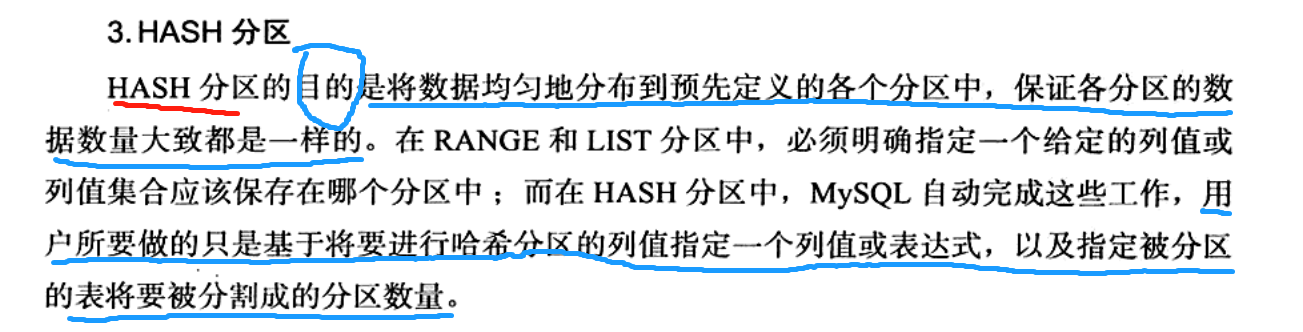 3. HASH 分区
HASH 分区的目的是将数据均匀地分布到预先定义的各个分区中，保证各分区的数
据数量大致都是一样的。在 RANGE 和 LIST 分区中，必须明确指定一个给定的列值或
列值集合应该保存在哪个分区中；而在 HASH 分区中，MySQL 自动完成这些工作，用
户所要做的只是基于将要进行哈希分区的列值指定一个列值或表达式，以及指定被分区
的表将要被分割成的分区数量。